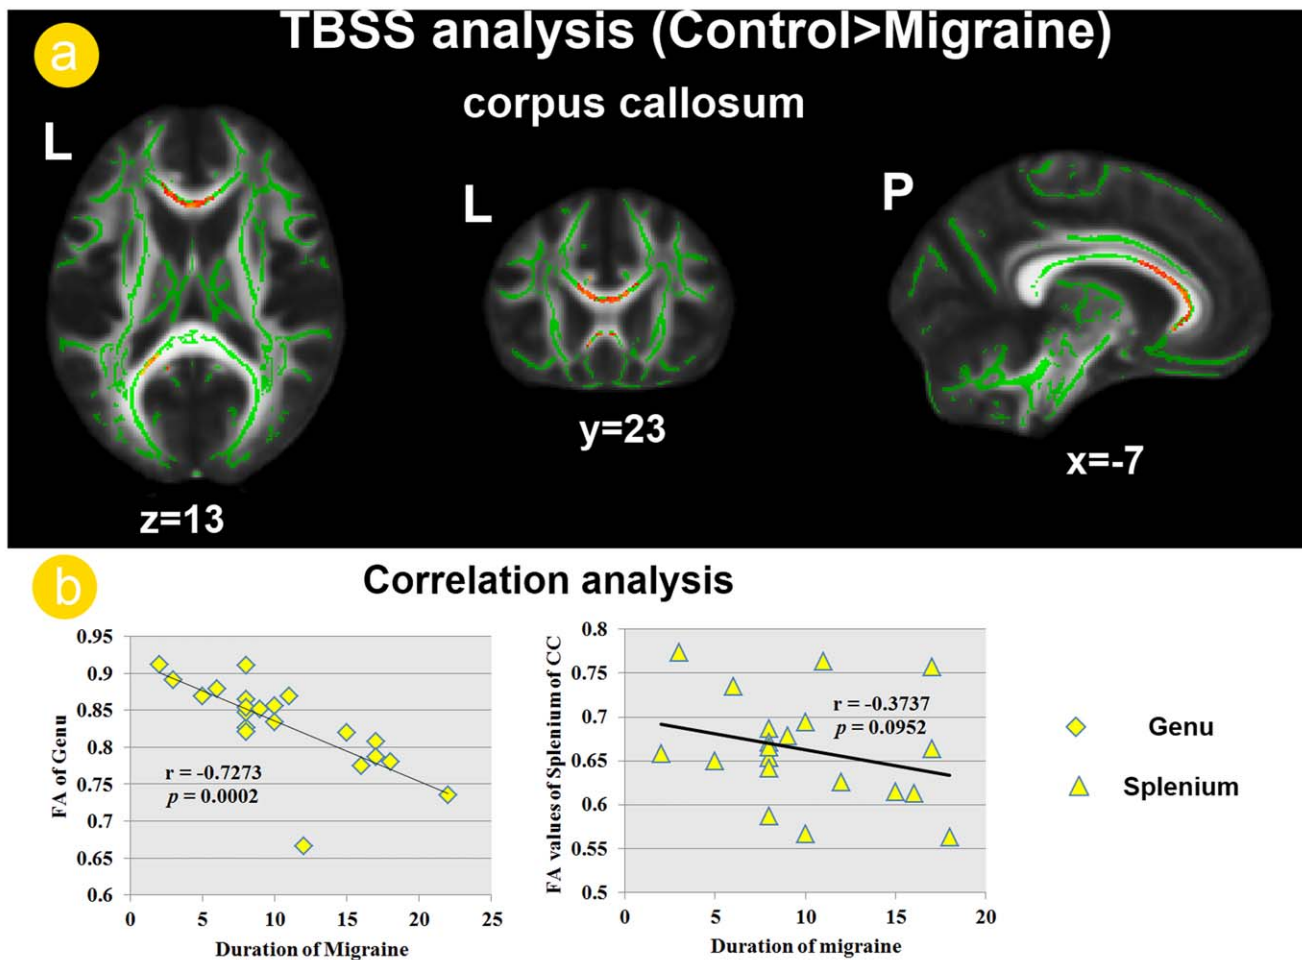 a
TBSS analysis (Control>Migraine)
corpus callosum
L
L
P
z=13
y=23
x=-7
b
Correlation analysis
FA of Genu
0.95
0.9
0.85
0.8
0.75
0.7
0.65
0.6
r = -0.7273
p = 0.0002
0 5 10 15 20 25
Duration of Migraine
FA values of Splenium of CC
0.8
0.75
0.7
0.65
0.6
0.55
0.5
r = -0.3737
p = 0.0952
0 5 10 15 20
Duration of migraine
Genu
Splenium